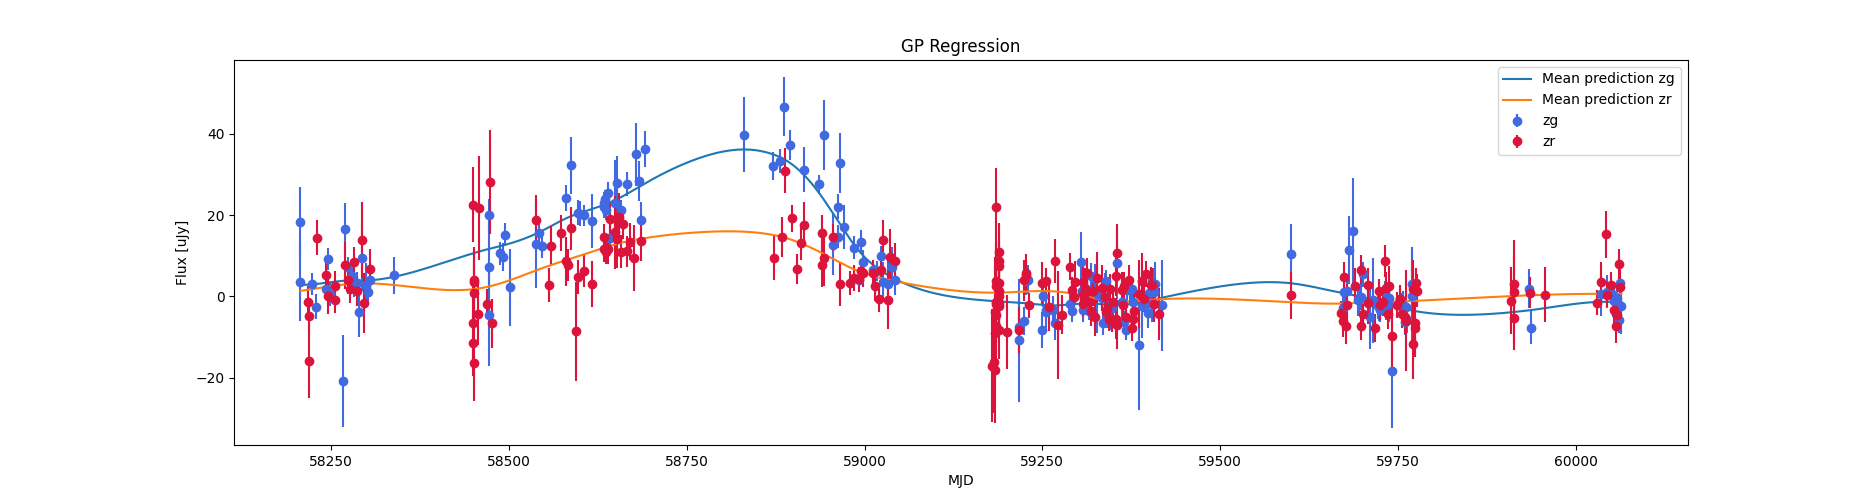 GP Regression
Mean prediction zg
Mean prediction zr
zg
zr
Flux [uJy]
40
20
0
−20
58250
58500
58750
59000
59250
59500
59750
60000
MJD